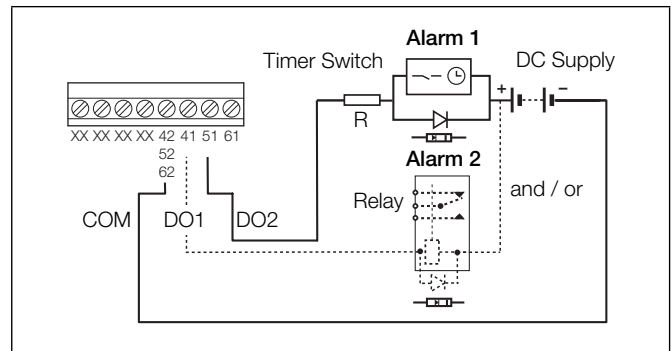 Alarm 1
Timer Switch
DC Supply
+
−
R
XX XX XX XX 42 41 51 61
52
62
Alarm 2
Relay
and / or
COM
DO1
DO2